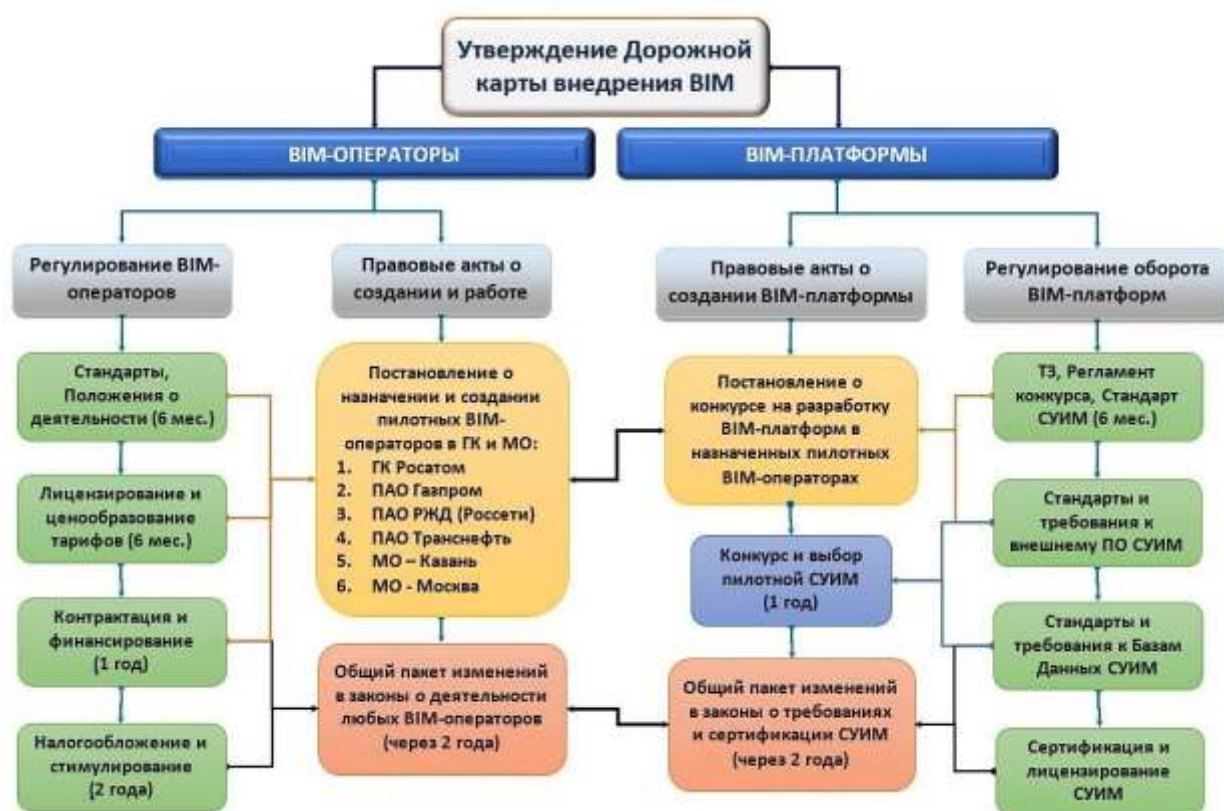 Утверждение Дорожной
карты внедрения BIM
BIM-ОПЕРАТОРЫ
BIM-ПЛАТФОРМЫ
Регулирование BIM-
операторов
Правовые акты о
создании и работе
Правовые акты о
создании BIM-платформы
Регулирование оборота
BIM-платформ
Стандарты,
Положения о
деятельности (6 мес.)
Лицензирование и
ценообразование
тарифов (6 мес.)
Контрактация и
финансирование
(1 год)
Налогообложение и
стимулирование
(2 года)
Постановление о
назначении и создании
пилотных BIM-
операторов в ГК и МО:
1. ГК Росатом
2. ПАО Газпром
3. ПАО РЖД (Россети)
4. ПАО Транснефть
5. МО – Казань
6. МО - Москва
Общий пакет изменений
в законы о деятельности
любых BIM-операторов
(через 2 года)
Постановление о
конкурсе на разработку
BIM-платформ в
назначенных пилотных
BIM-операторах
Конкурс и выбор
пилотной СУИМ
(1 год)
Общий пакет изменений
в законы о требованиях
и сертификации СУИМ
(через 2 года)
ТЗ, Регламент
конкурса, Стандарт
СУИМ (6 мес.)
Стандарты и
требования к
внешнему ПО СУИМ
Стандарты и
требования к Базам
Данных СУИМ
Сертификация и
лицензирование
СУИМ